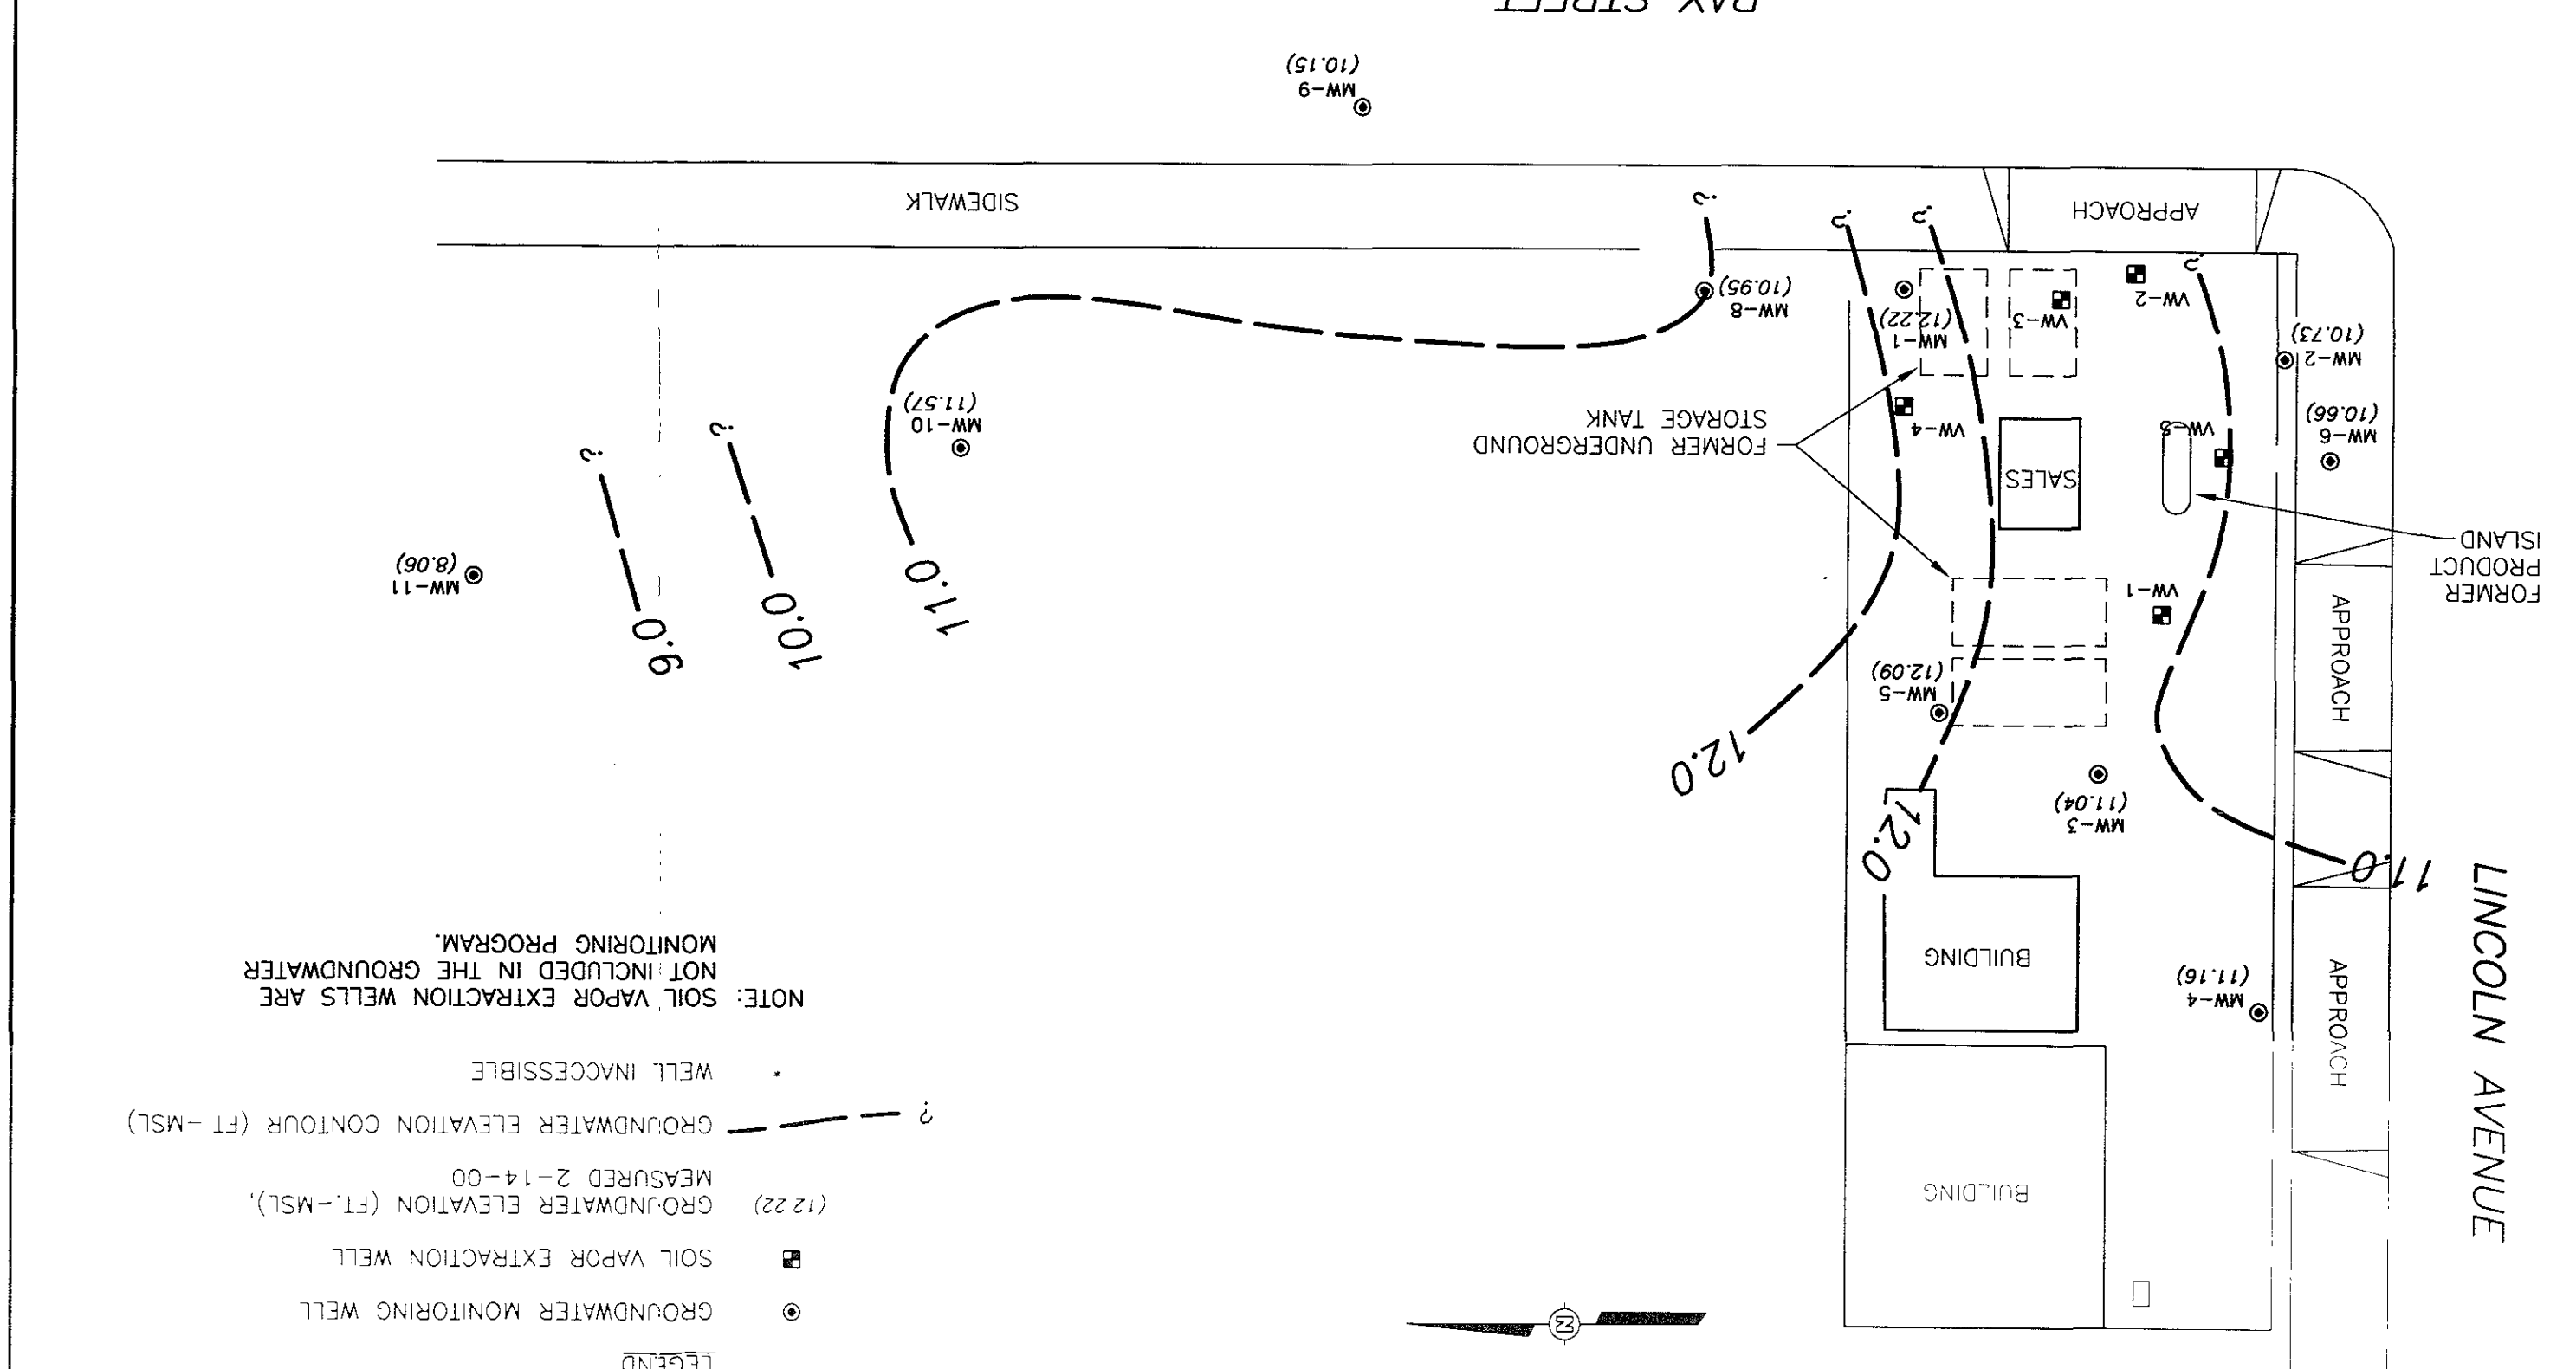 LEGEND
GROUNDWATER MONITORING WELL
SOIL VAPOR EXTRACTION WELL
(12.22) GROUNDWATER ELEVATION (FT.-MSL),
MEASURED 2-14-00
? GROUNDWATER ELEVATION CONTOUR (FT-MSL)
* WELL INACCESSIBLE
NOTE: SOIL VAPOR EXTRACTION WELLS ARE
NOT INCLUDED IN THE GROUNDWATER
MONITORING PROGRAM.
N
LINCOLN AVENUE
BUILDING
BUILDING
APPROACH
APPROACH
APPROACH
MW-4
(11.16)
11.0
12.0
12.0
MW-3
(11.04)
MW-5
(12.09)
FORMER
PRODUCT
ISLAND
VW-1
SALES
VW-5
MW-6
(10.66)
MW-2
(10.73)
VW-4
FORMER UNDERGROUND
STORAGE TANK
MW-1
(12.22)
VW-3
VW-2
MW-8
(10.95)
11.0
10.0
9.0
MW-11
(8.06)
MW-10
(11.57)
?
?
?
?
?
?
SIDEWALK
MW-9
(10.15)
BAY STREET